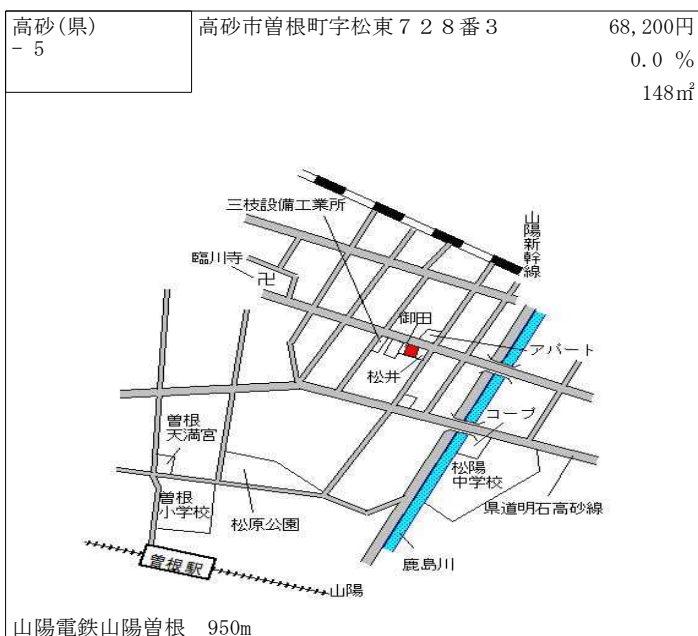 高砂(県)
- 5
高砂市曽根町字松東７２８番３
68,200円
0.0 %
148㎡
三枝設備工業所
山陽新幹線
臨川寺
卍
御田
アパート
松井
コープ
曽根
天満宮
松陽
中学校
曽根
小学校
松原公園
県道明石高砂線
鹿島川
曽根駅
山陽
山陽電鉄山陽曽根　950m